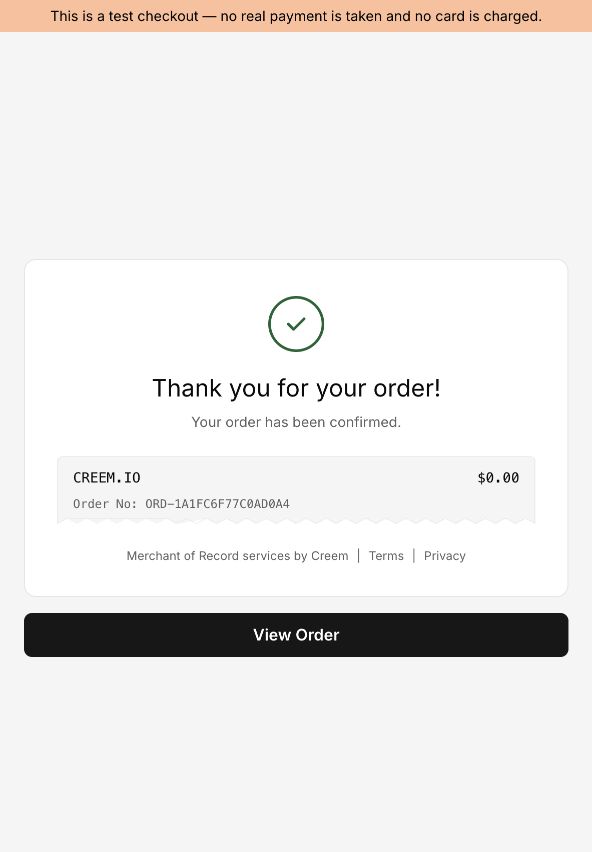 This is a test checkout — no real payment is taken and no card is charged.
Thank you for your order!
Your order has been confirmed.
CREEM.IO $0.00
Order No: ORD-1A1FC6F77C0AD0A4
Merchant of Record services by Creem | Terms | Privacy
View Order